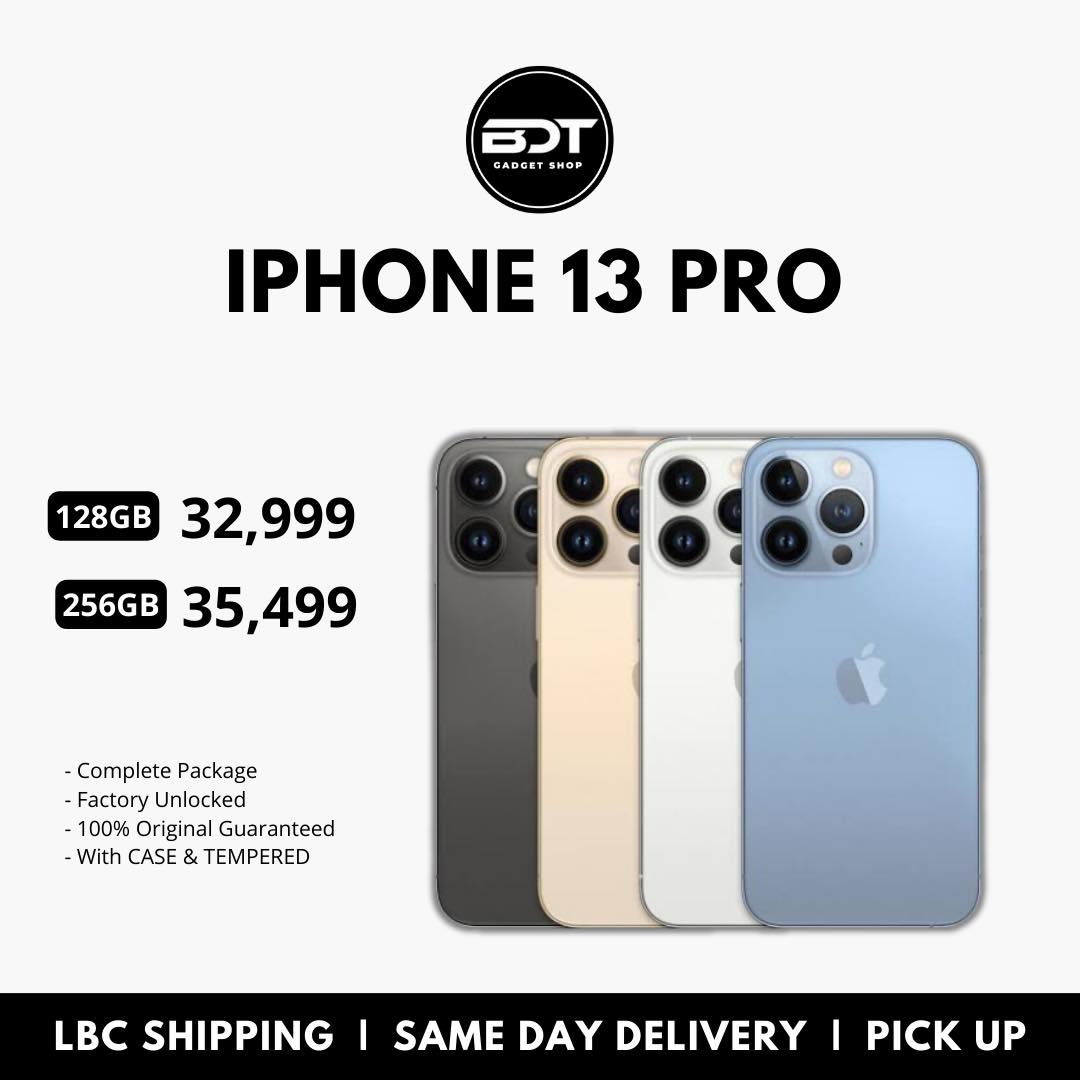 BDT
GADGET SHOP
IPHONE 13 PRO
128GB 32,999
256GB 35,499
- Complete Package
- Factory Unlocked
- 100% Original Guaranteed
- With CASE & TEMPERED
LBC SHIPPING | SAME DAY DELIVERY | PICK UP